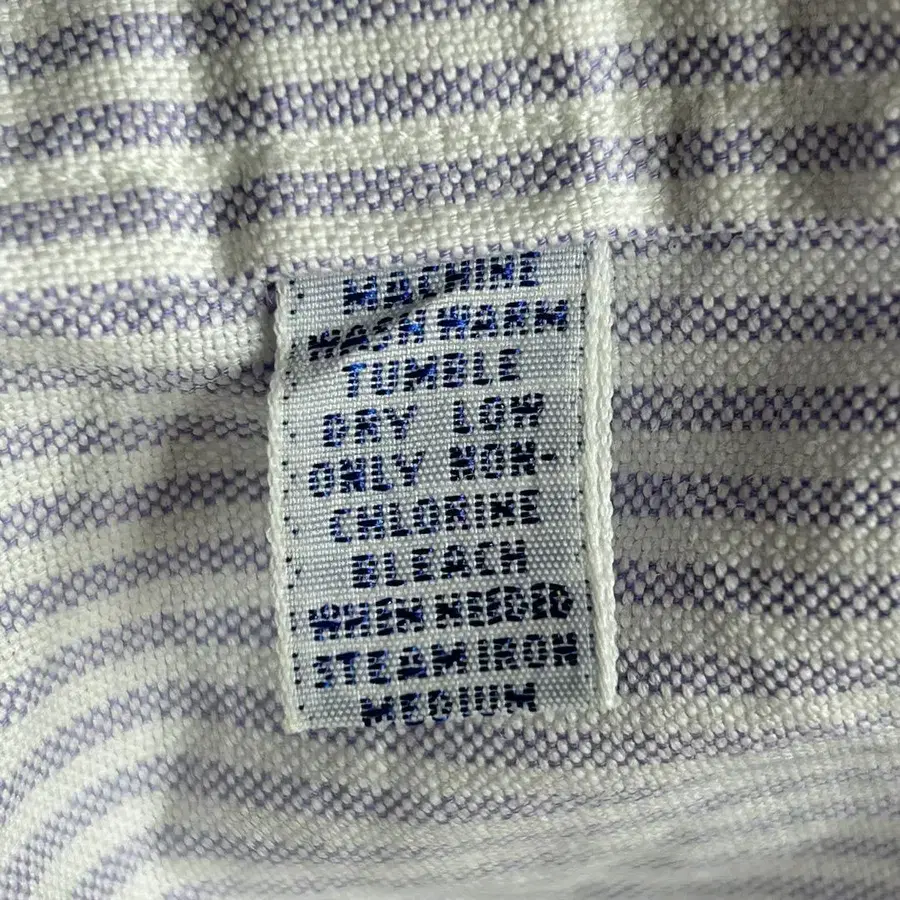 MACHINE
WASH WARM
TUMBLE
DRY LOW
ONLY NON-
CHLORINE
BLEACH
WHEN NEEDED
STEAM IRON
MEDIUM